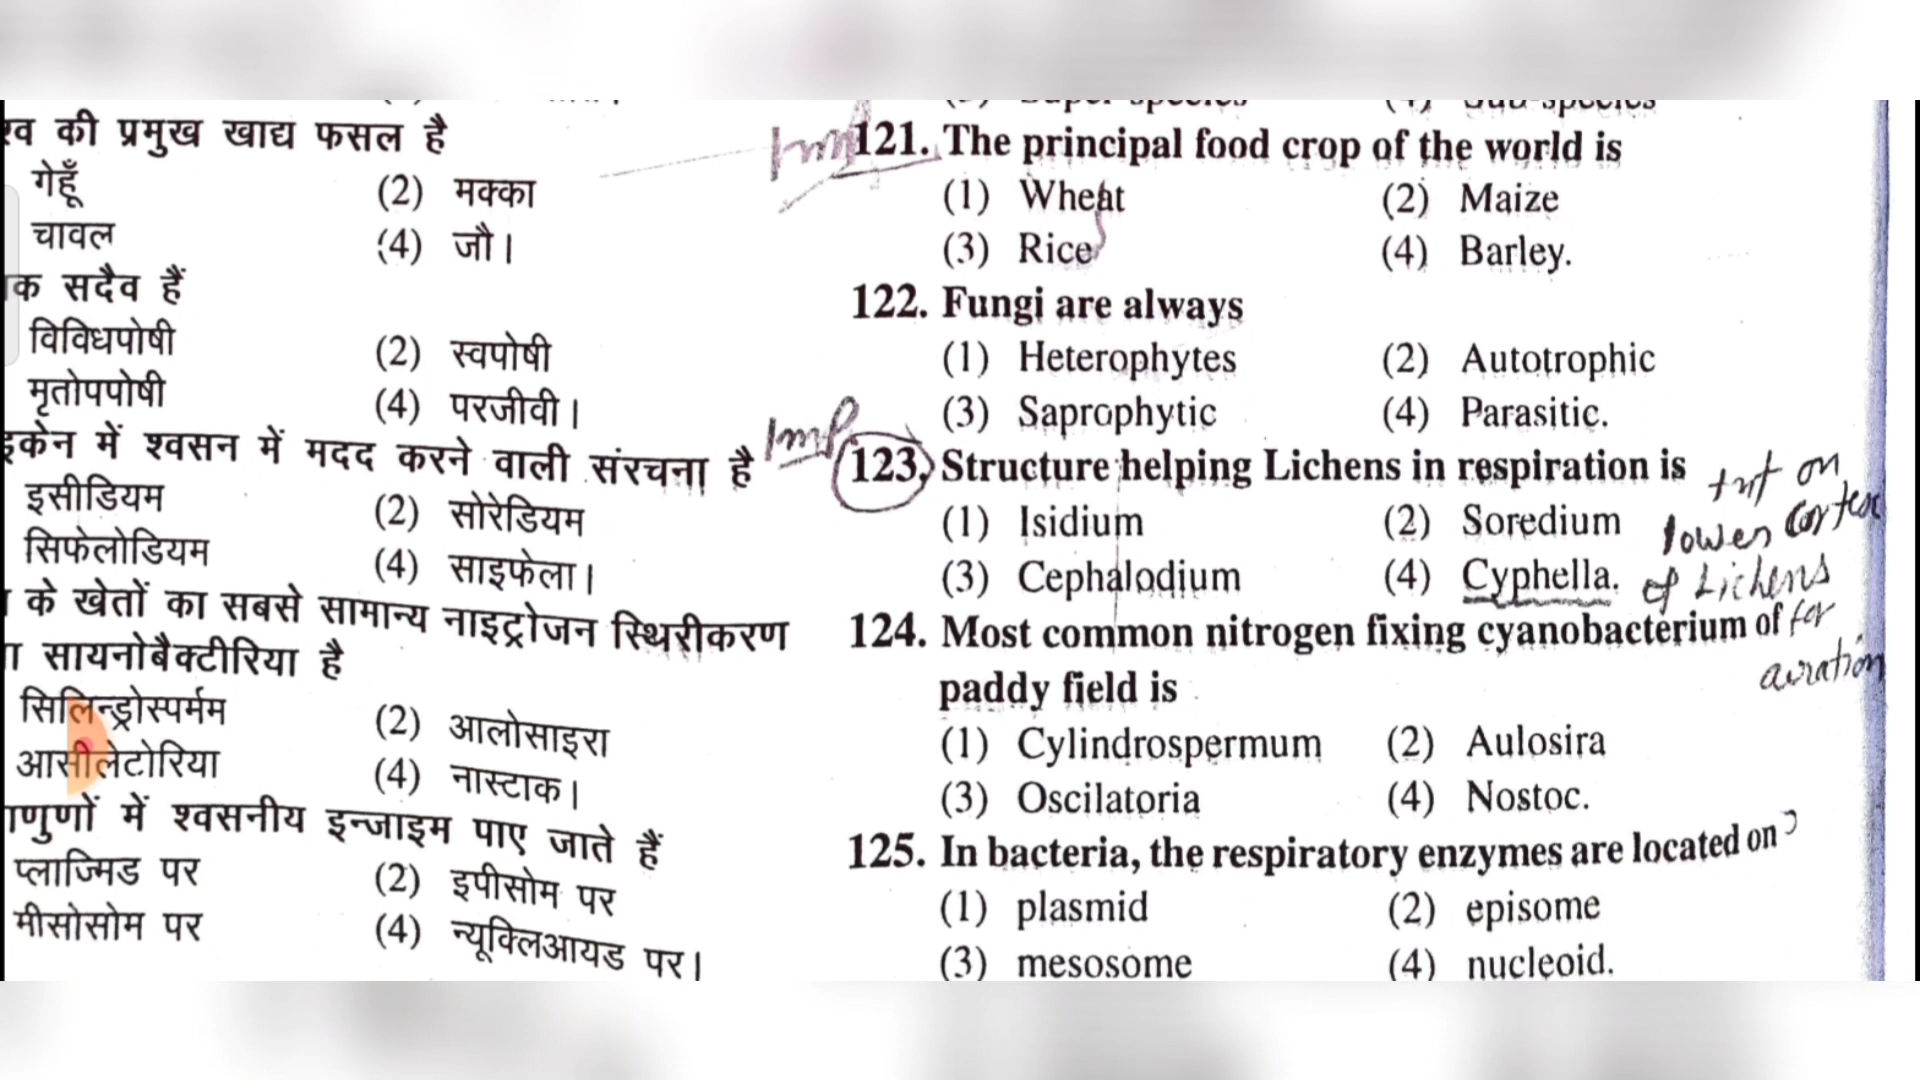 की प्रमुख खाद्य फसल है
गेहूँ (2) मक्का
चावल (4) जौ।
सदैव हैं
विविधपोषी (2) स्वपोषी
मृतोपपोषी (4) परजीवी।
में श्वसन में मदद करने वाली संरचना है
इसीडियम (2) सोरेडियम
सिफेलोडियम (4) साइफेला।
के खेतों का सबसे सामान्य नाइट्रोजन स्थिरीकरण
सायनोबैक्टीरिया है
सिलिन्ड्रोस्पर्मम (2) आलोसाइरा
आसीलेटोरिया (4) नास्टाक।
में श्वसनीय इन्जाइम पाए जाते हैं
प्लाज्मिड पर (2) इपीसोम पर
मीसोसोम पर (4) न्यूक्लिआयड पर।
Imp 121. The principal food crop of the world is
(1) Wheat (2) Maize
(3) Rice (4) Barley.
122. Fungi are always
(1) Heterophytes (2) Autotrophic
(3) Saprophytic (4) Parasitic.
Imp 123. Structure helping Lichens in respiration is
(1) Isidium (2) Soredium
(3) Cephalodium (4) Cyphella.
on
lower cortex
of Lichens
for
124. Most common nitrogen fixing cyanobacterium of
paddy field is
(1) Cylindrospermum (2) Aulosira
(3) Oscilatoria (4) Nostoc.
125. In bacteria, the respiratory enzymes are located on
(1) plasmid (2) episome
(3) mesosome (4) nucleoid.